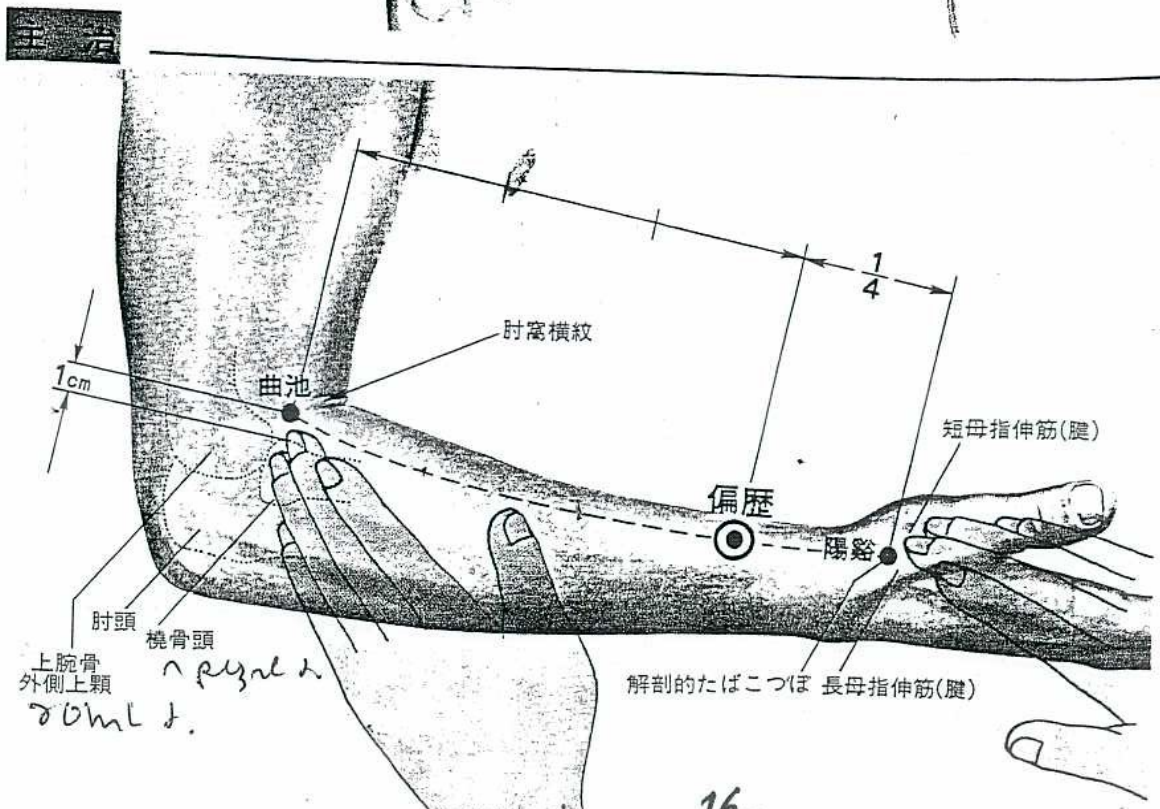 主治
1
4
肘窩横紋
1cm
曲池
短母指伸筋(腱)
偏歴
陽谿
肘頭
橈骨頭
上腕骨
外側上顆
解剖的たばこつぼ 長母指伸筋(腱)
16